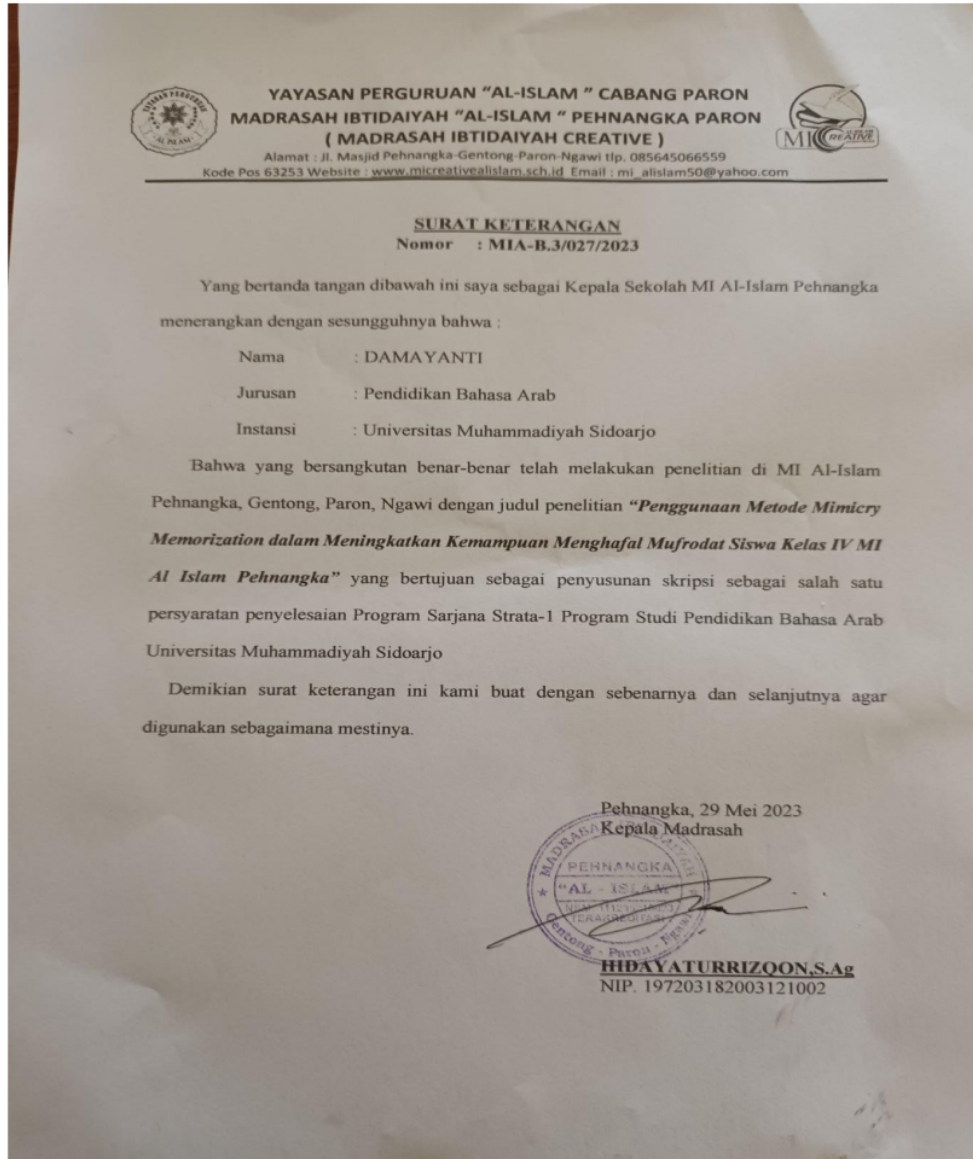 YAYASAN PERGURUAN "AL-ISLAM " CABANG PARON
MADRASAH IBTIDAIYAH "AL-ISLAM " PEHNANGKA PARON
( MADRASAH IBTIDAIYAH CREATIVE )
Alamat : Jl. Masjid Pehnangka-Gentong-Paron-Ngawi tlp. 085645066559
Kode Pos 63253 Website : www.micreativealislam.sch.id Email : mi_alislam50@yahoo.com
AL ISLAM
MI CREATIVE
SURAT KETERANGAN
Nomor : MIA-B.3/027/2023
Yang bertanda tangan dibawah ini saya sebagai Kepala Sekolah MI Al-Islam Pehnangka
menerangkan dengan sesungguhnya bahwa :
Nama : DAMAYANTI
Jurusan : Pendidikan Bahasa Arab
Instansi : Universitas Muhammadiyah Sidoarjo
Bahwa yang bersangkutan benar-benar telah melakukan penelitian di MI Al-Islam
Pehnangka, Gentong, Paron, Ngawi dengan judul penelitian "Penggunaan Metode Mimicry
Memorization dalam Meningkatkan Kemampuan Menghafal Mufrodat Siswa Kelas IV MI
Al Islam Pehnangka" yang bertujuan sebagai penyusunan skripsi sebagai salah satu
persyaratan penyelesaian Program Sarjana Strata-1 Program Studi Pendidikan Bahasa Arab
Universitas Muhammadiyah Sidoarjo
Demikian surat keterangan ini kami buat dengan sebenarnya dan selanjutnya agar
digunakan sebagaimana mestinya.
Pehnangka, 29 Mei 2023
Kepala Madrasah
PEHNANGKA
"AL - ISLAM"
TERAKREDITASI
Gentong - Paron - Ngawi
HIDAYATURRIZQON,S.Ag
NIP. 197203182003121002